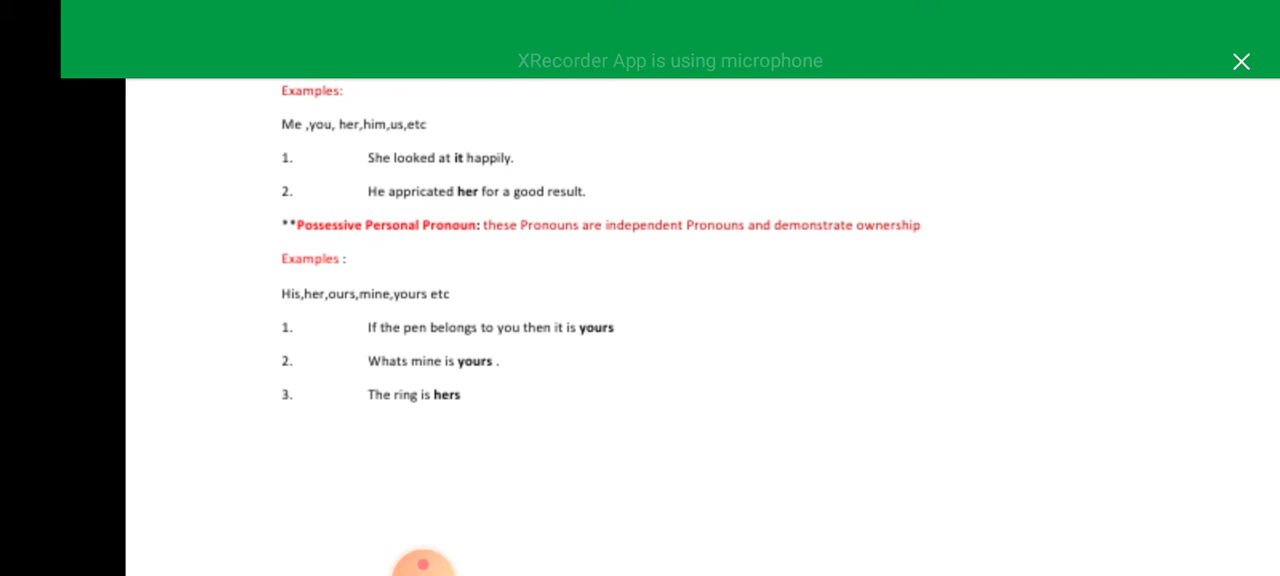 XRecorder App is using microphone
Examples:
Me ,you, her,him,us,etc
1. She looked at it happily.
2. He appricated her for a good result.
**Possessive Personal Pronoun: these Pronouns are independent Pronouns and demonstrate ownership
Examples :
His,her,ours,mine,yours etc
1. If the pen belongs to you then it is yours
2. Whats mine is yours .
3. The ring is hers